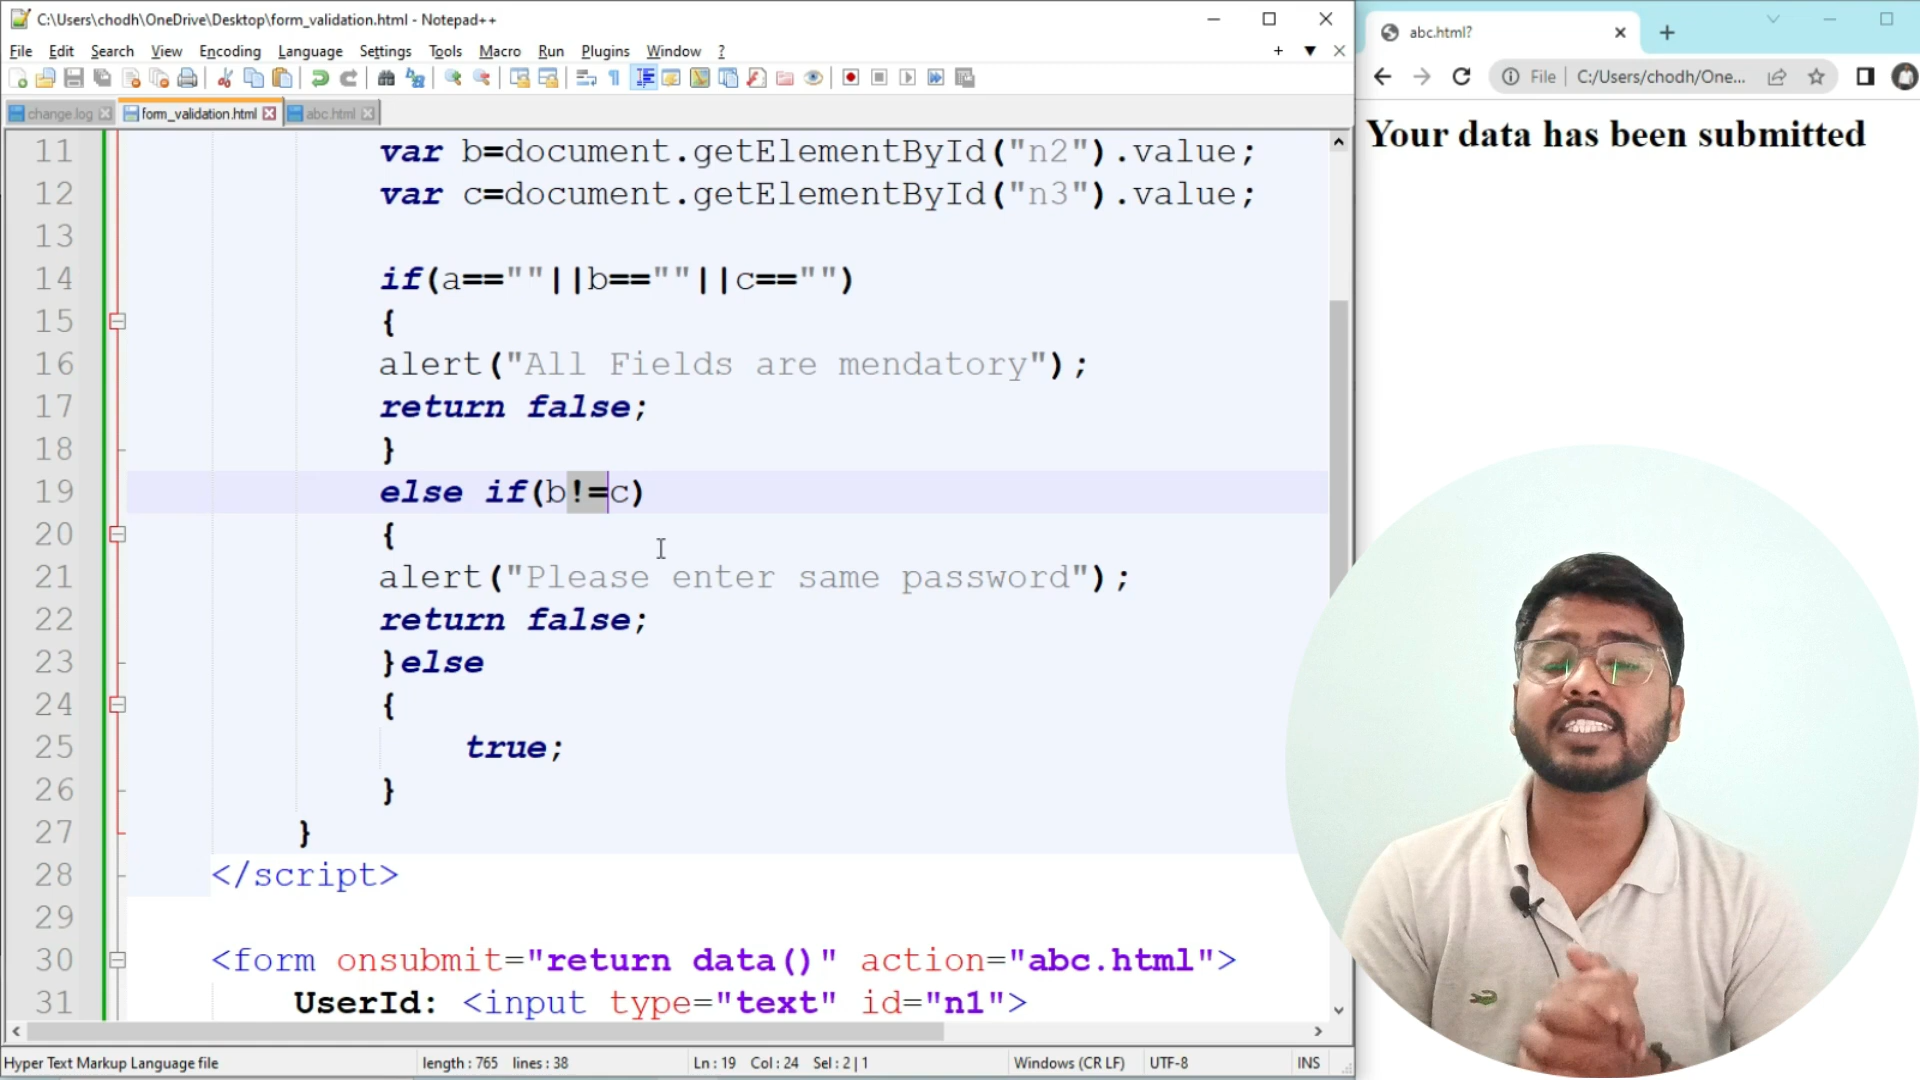 C:\Users\chodh\OneDrive\Desktop\form_validation.html - Notepad++
File Edit Search View Encoding Language Settings Tools Macro Run Plugins Window ?
change.log form_validation.html abc.html
11 var b=document.getElementById("n2").value;
12 var c=document.getElementById("n3").value;
13
14 if(a==""||b==""||c=="")
15 {
16 alert("All Fields are mendatory");
17 return false;
18 }
19 else if(b!=c)
20 {
21 alert("Please enter same password");
22 return false;
23 }else
24 {
25 true;
26 }
27 }
28 </script>
29
30 <form onsubmit="return data()" action="abc.html">
31 UserId: <input type="text" id="n1">
Hyper Text Markup Language file length : 765 lines : 38 Ln : 19 Col : 24 Sel : 2 | 1 Windows (CR LF) UTF-8 INS
abc.html?
File C:/Users/chodh/One...
Your data has been submitted